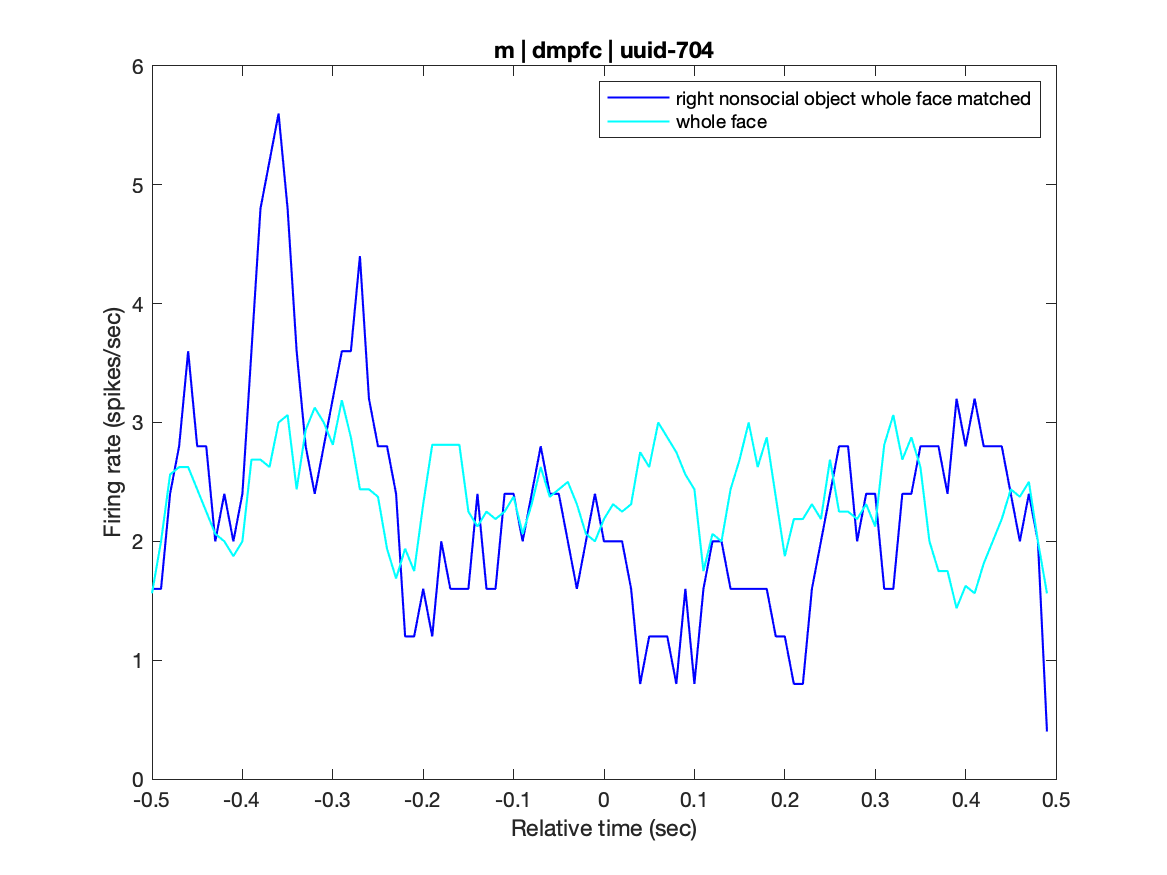 m | dmpfc | uuid-704
right nonsocial object whole face matched
whole face
Firing rate (spikes/sec)
6
5
4
3
2
1
0
-0.5 -0.4 -0.3 -0.2 -0.1 0 0.1 0.2 0.3 0.4 0.5
Relative time (sec)